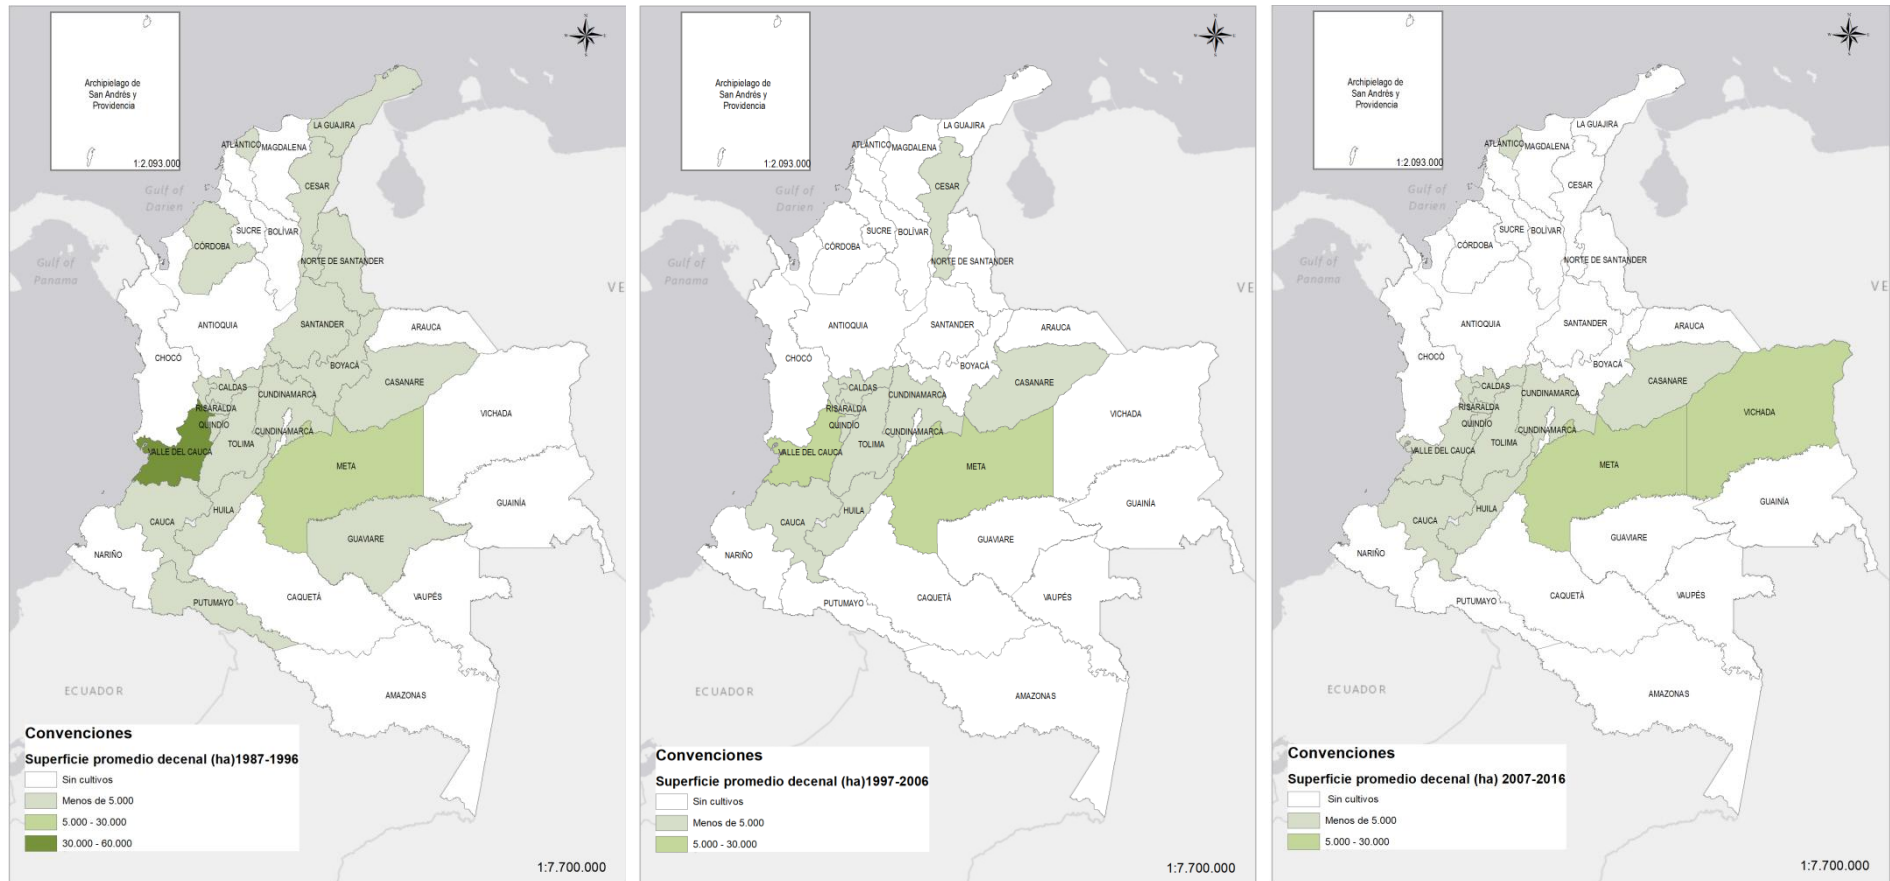 Archipielago de
San Andrés y
Providencia
1:2.093.000
Gulf of
Darien
Gulf of
Panama
VE
ECUADOR
LA GUAJIRA
ATLÁNTICO
MAGDALENA
CESAR
SUCRE
BOLÍVAR
CÓRDOBA
NORTE DE SANTANDER
ANTIOQUIA
SANTANDER
ARAUCA
CHOCÓ
BOYACÁ
CALDAS
CASANARE
CUNDINAMARCA
RISARALDA
QUINDÍO
VICHADA
CUNDINAMARCA
TOLIMA
VALLE DEL CAUCA
META
GUAINÍA
HUILA
CAUCA
GUAVIARE
NARIÑO
CAQUETÁ
VAUPÉS
PUTUMAYO
AMAZONAS
Convenciones
Superficie promedio decenal (ha)1987-1996
Sin cultivos
Menos de 5.000
5.000 - 30.000
30.000 - 60.000
1:7.700.000
Archipielago de
San Andrés y
Providencia
1:2.093.000
Gulf of
Darien
Gulf of
Panama
VE
ECUADOR
LA GUAJIRA
ATLÁNTICO
MAGDALENA
CESAR
SUCRE
BOLÍVAR
CÓRDOBA
NORTE DE SANTANDER
ANTIOQUIA
SANTANDER
ARAUCA
CHOCÓ
BOYACÁ
CALDAS
CASANARE
CUNDINAMARCA
RISARALDA
QUINDÍO
VICHADA
CUNDINAMARCA
TOLIMA
VALLE DEL CAUCA
META
GUAINÍA
HUILA
CAUCA
GUAVIARE
NARIÑO
CAQUETÁ
VAUPÉS
PUTUMAYO
AMAZONAS
Convenciones
Superficie promedio decenal (ha)1997-2006
Sin cultivos
Menos de 5.000
5.000 - 30.000
1:7.700.000
Archipielago de
San Andrés y
Providencia
1:2.093.000
Gulf of
Darien
Gulf of
Panama
VE
ECUADOR
LA GUAJIRA
ATLÁNTICO
MAGDALENA
CESAR
SUCRE
BOLÍVAR
CÓRDOBA
NORTE DE SANTANDER
ANTIOQUIA
SANTANDER
ARAUCA
CHOCÓ
BOYACÁ
CALDAS
CASANARE
CUNDINAMARCA
RISARALDA
QUINDÍO
VICHADA
CUNDINAMARCA
TOLIMA
VALLE DEL CAUCA
META
GUAINÍA
HUILA
CAUCA
GUAVIARE
NARIÑO
CAQUETÁ
VAUPÉS
PUTUMAYO
AMAZONAS
Convenciones
Superficie promedio decenal (ha) 2007-2016
Sin cultivos
Menos de 5.000
5.000 - 30.000
1:7.700.000